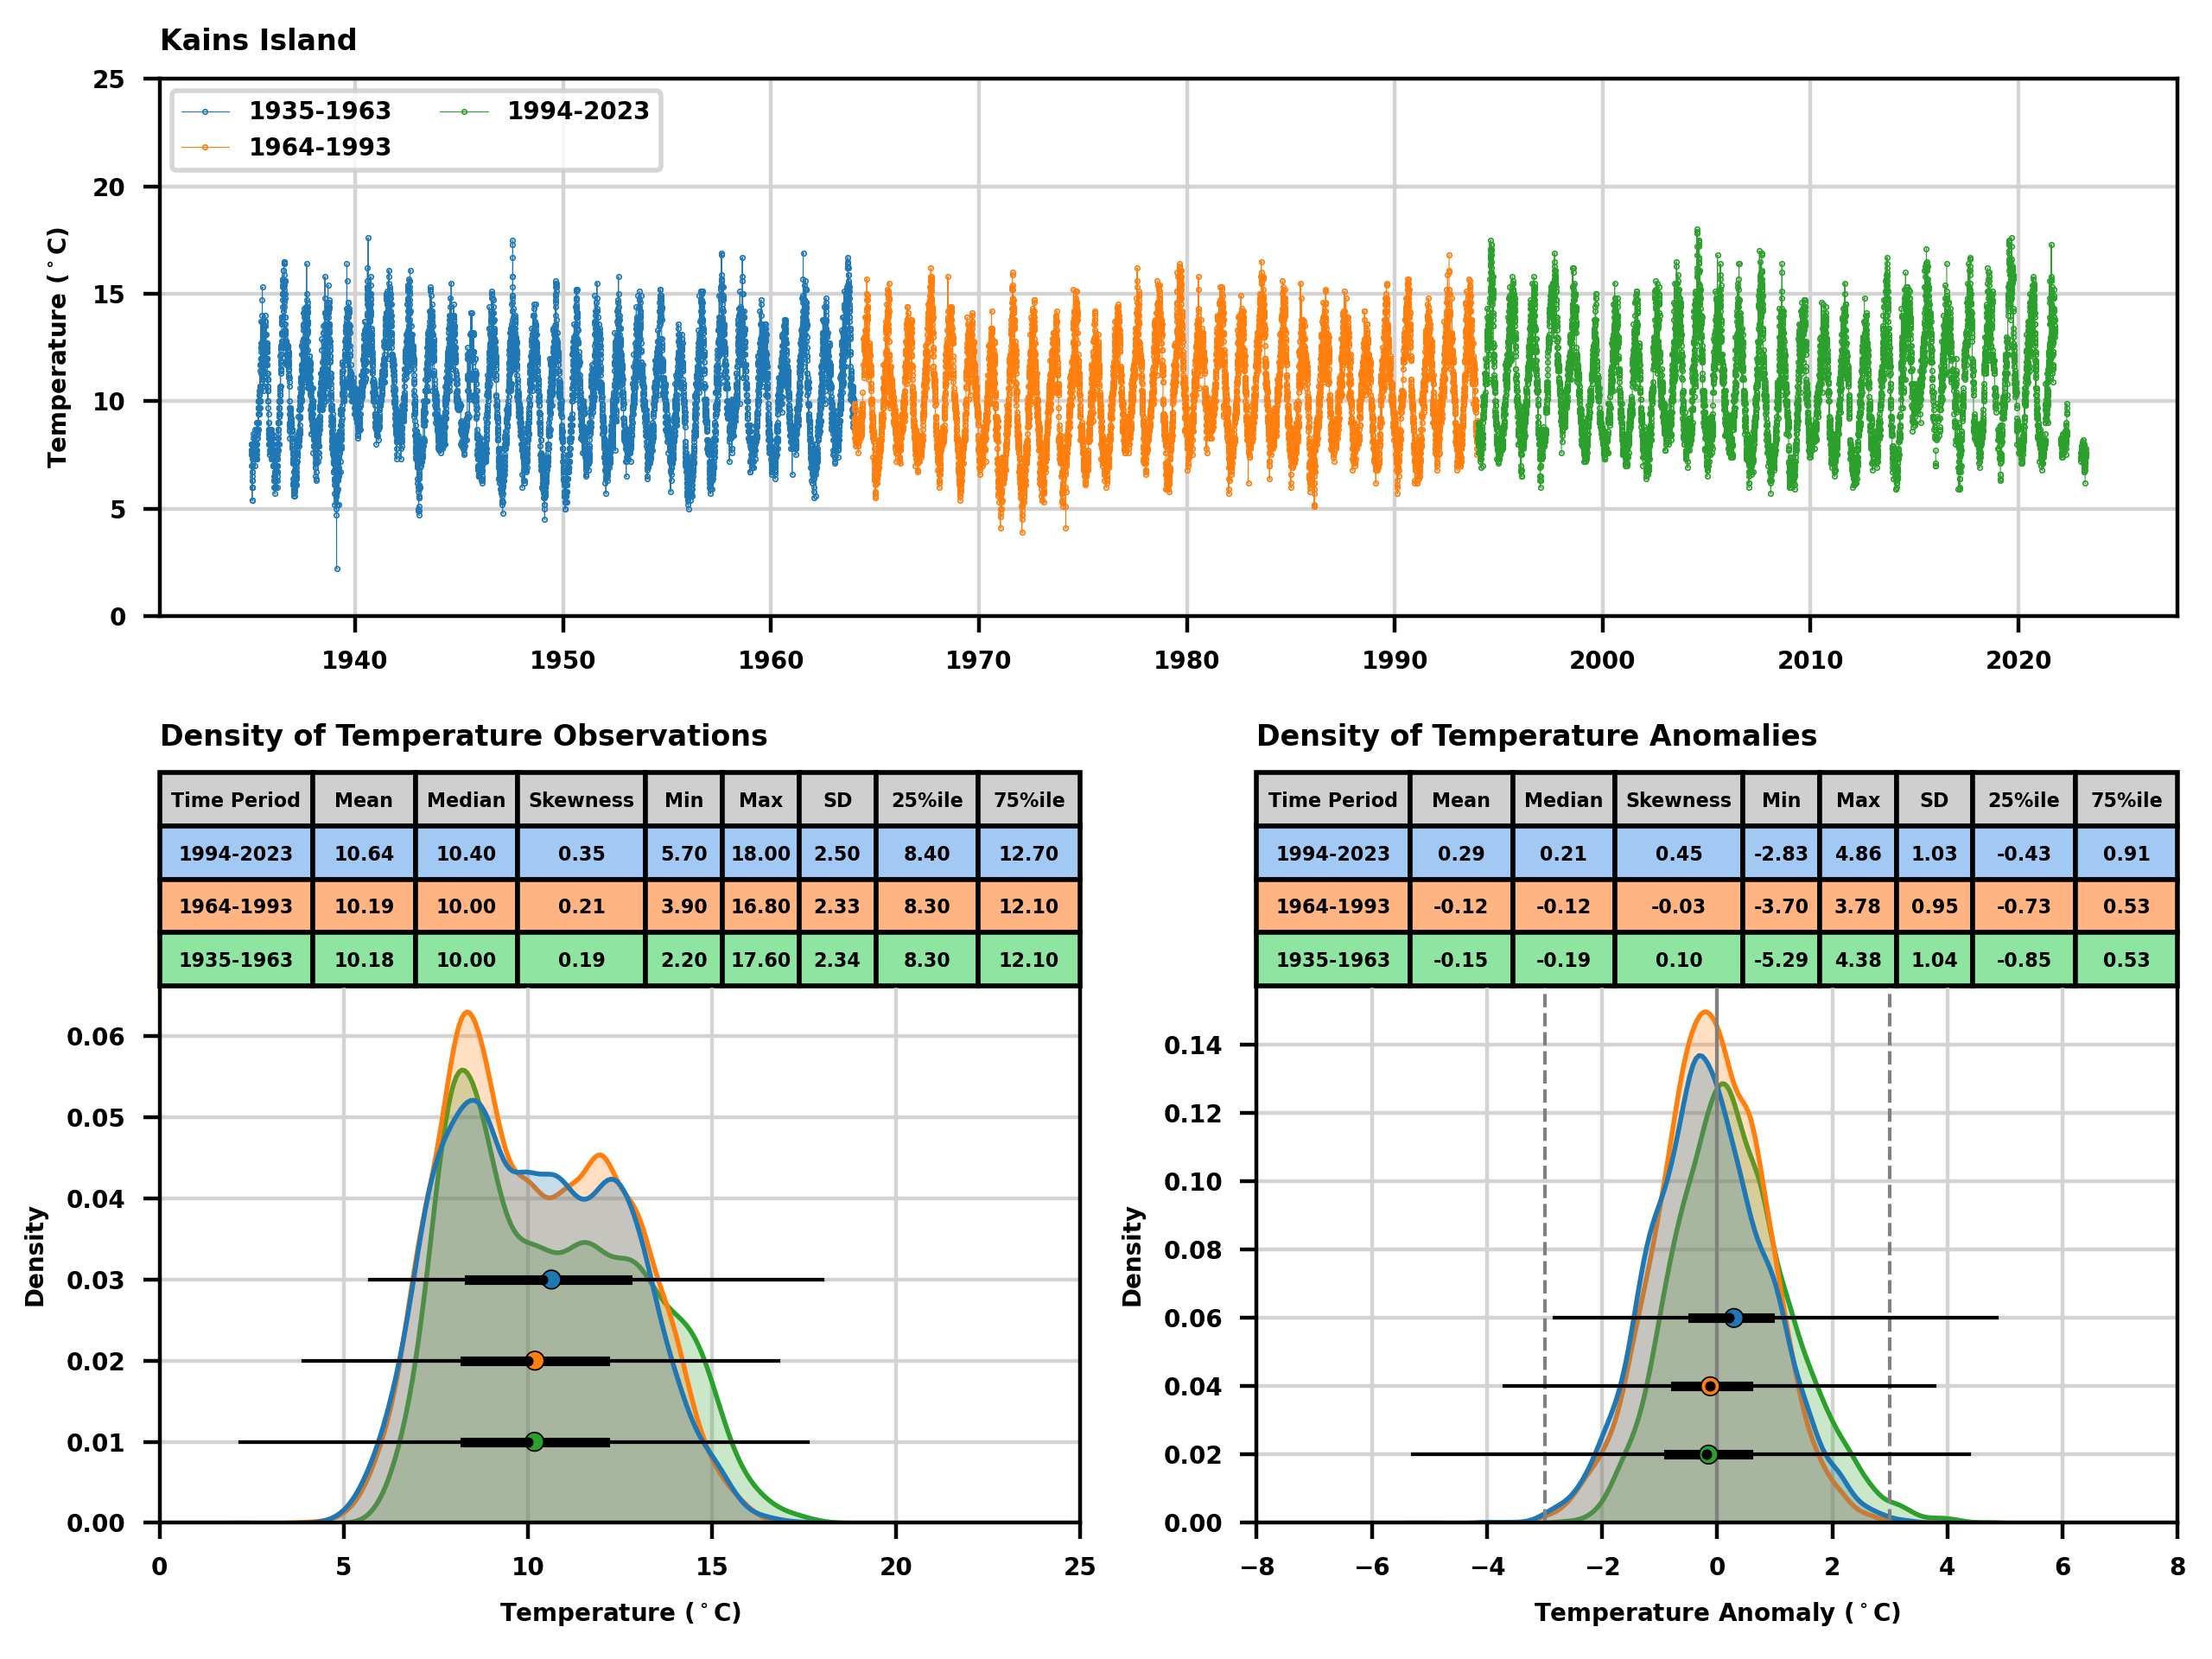 Kains Island
25
20
15
10
5
0
Temperature (°C)
1935-1963 1994-2023
1964-1993
1940 1950 1960 1970 1980 1990 2000 2010 2020
Density of Temperature Observations
Time Period Mean Median Skewness Min Max SD 25%ile 75%ile
1994-2023 10.64 10.40 0.35 5.70 18.00 2.50 8.40 12.70
1964-1993 10.19 10.00 0.21 3.90 16.80 2.33 8.30 12.10
1935-1963 10.18 10.00 0.19 2.20 17.60 2.34 8.30 12.10
0.06
0.05
0.04
0.03
0.02
0.01
0.00
Density
0 5 10 15 20 25
Temperature (°C)
Density of Temperature Anomalies
Time Period Mean Median Skewness Min Max SD 25%ile 75%ile
1994-2023 0.29 0.21 0.45 -2.83 4.86 1.03 -0.43 0.91
1964-1993 -0.12 -0.12 -0.03 -3.70 3.78 0.95 -0.73 0.53
1935-1963 -0.15 -0.19 0.10 -5.29 4.38 1.04 -0.85 0.53
0.14
0.12
0.10
0.08
0.06
0.04
0.02
0.00
Density
−8 −6 −4 −2 0 2 4 6 8
Temperature Anomaly (°C)